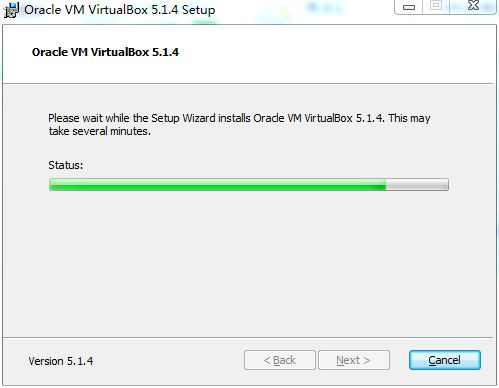 Oracle VM VirtualBox 5.1.4 Setup
Oracle VM VirtualBox 5.1.4
Please wait while the Setup Wizard installs Oracle VM VirtualBox 5.1.4. This may
take several minutes.
Status:
Version 5.1.4
< Back
Next >
Cancel